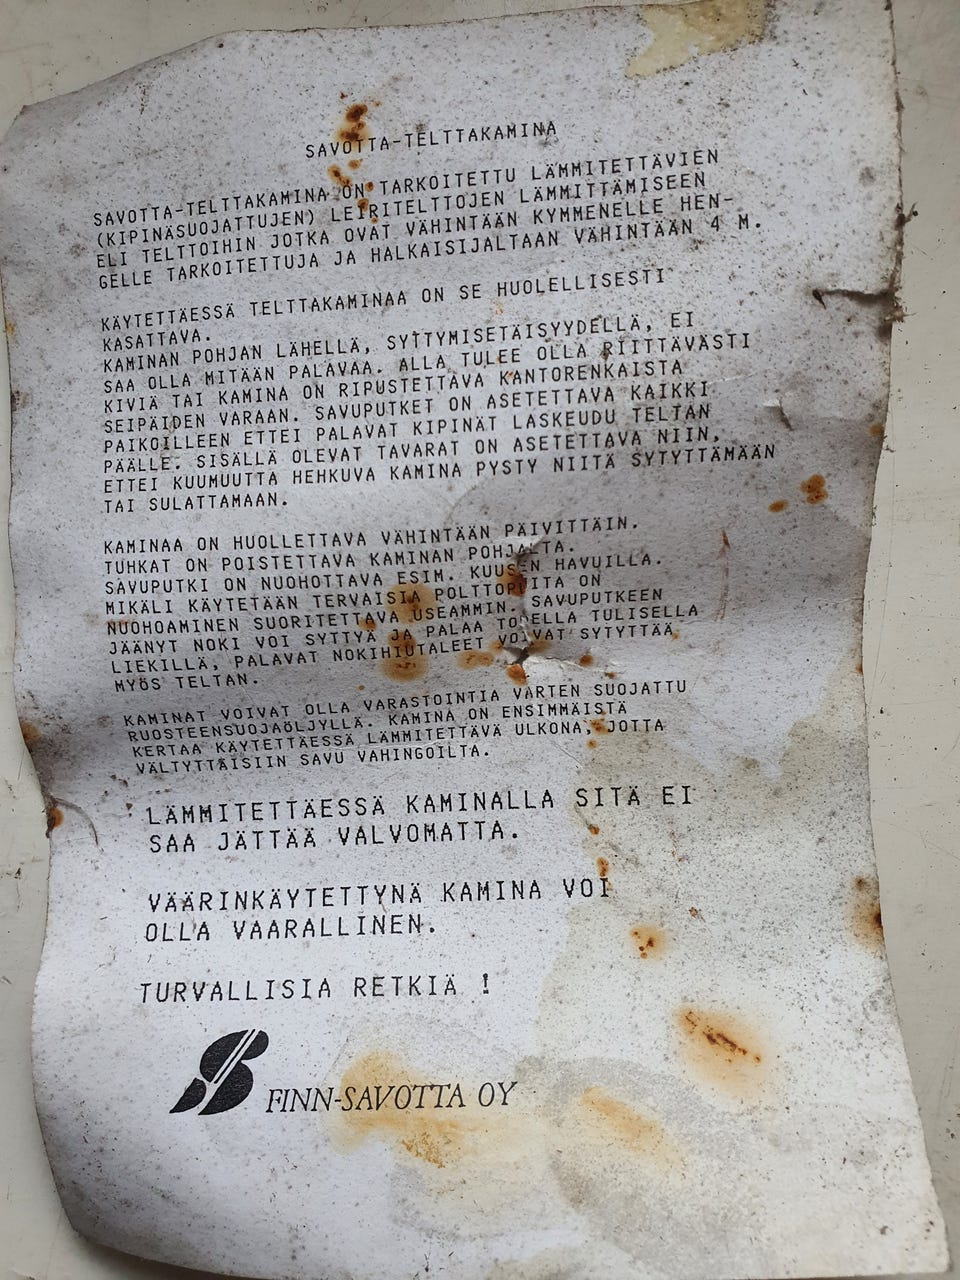 SAVOTTA-TELTTAKAMINA
SAVOTTA-TELTTAKAMINA ON TARKOITETTU LÄMMITETTÄVIEN
(KIPINÄSUOJATTUJEN) LEIRITELTTOJEN LÄMMITTÄMISEEN
ELI TELTTOIHIN JOTKA OVAT VÄHINTÄÄN KYMMENELLE HEN-
GELLE TARKOITETTUJA JA HALKAISIJALTAAN VÄHINTÄÄN 4 M.
KÄYTETTÄESSÄ TELTTAKAMINAA ON SE HUOLELLISESTI
KASATTAVA.
KAMINAN POHJAN LÄHELLÄ, SYTTYMISETÄISYYDELLÄ, EI
SAA OLLA MITÄÄN PALAVAA. ALLA TULEE OLLA RIITTÄVÄSTI
KIVIÄ TAI KAMINA ON RIPUSTETTAVA KANTORENKAISTA
SEIPÄIDEN VARAAN. SAVUPUTKET ON ASETETTAVA KAIKKI
PAIKOILLEEN ETTEI PALAVAT KIPINÄT LASKEUDU TELTAN
PÄÄLLE. SISÄLLÄ OLEVAT TAVARAT ON ASETETTAVA NIIN,
ETTEI KUUMUUTTA HEHKUVA KAMINA PYSTY NIITÄ SYTYTTÄMÄÄN
TAI SULATTAMAAN.
KAMINAA ON HUOLLETTAVA VÄHINTÄÄN PÄIVITTÄIN.
TUHKAT ON POISTETTAVA KAMINAN POHJALTA.
SAVUPUTKI ON NUOHOTTAVA ESIM. KUUSEN HAVUILLA.
MIKÄLI KÄYTETÄÄN TERVAISIA POLTTOPUITA ON
NUOHOAMINEN SUORITETTAVA USEAMMIN. SAVUPUTKEEN
JÄÄNYT NOKI VOI SYTTYÄ JA PALAA TODELLA TULISELLA
LIEKILLÄ, PALAVAT NOKIHIUTALEET VOIVAT SYTYTTÄÄ
MYÖS TELTAN.
KAMINAT VOIVAT OLLA VARASTOINTIA VARTEN SUOJATTU
RUOSTEENSUOJAÖLJYLLÄ. KAMINA ON ENSIMMÄISTÄ
KERTAA KÄYTETTÄESSÄ LÄMMITETTÄVÄ ULKONA, JOTTA
VÄLTYTTÄISIIN SAVU VAHINGOILTA.
LÄMMITETTÄESSÄ KAMINALLA SITÄ EI
SAA JÄTTÄÄ VALVOMATTA.
VÄÄRINKÄYTETTYNÄ KAMINA VOI
OLLA VAARALLINEN.
TURVALLISIA RETKIÄ !
FINN-SAVOTTA OY